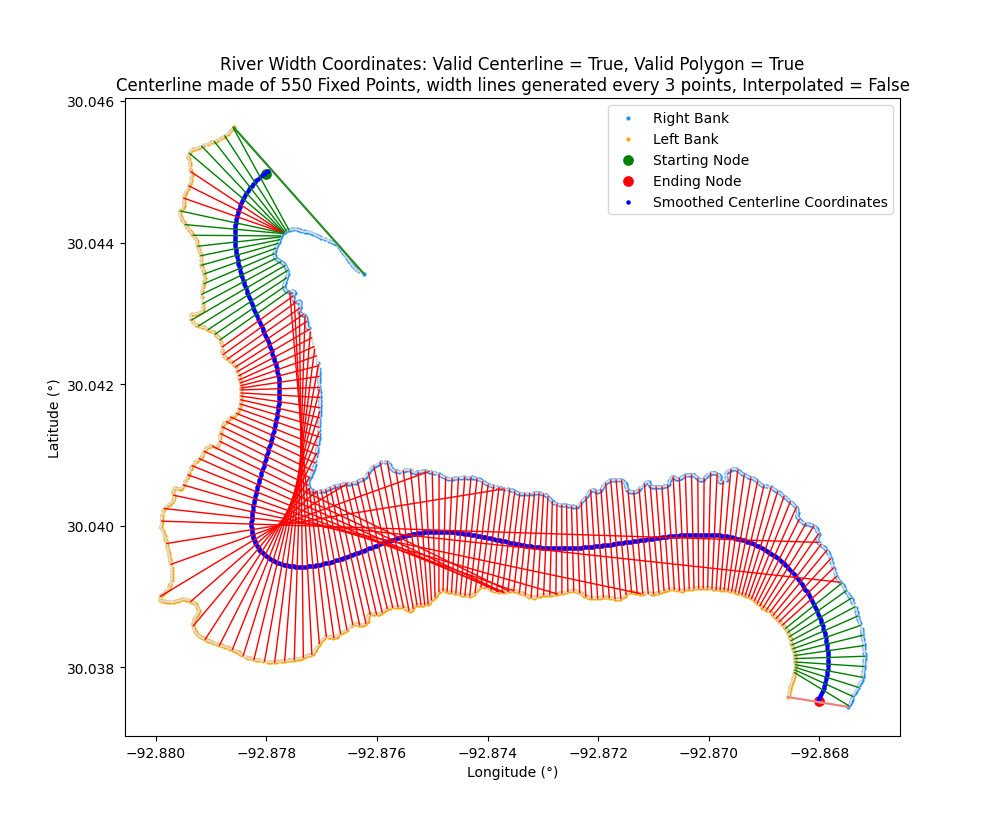 River Width Coordinates: Valid Centerline = True, Valid Polygon = True
Centerline made of 550 Fixed Points, width lines generated every 3 points, Interpolated = False
30.046
30.044
30.042
30.040
30.038
Latitude (°)
Right Bank
Left Bank
Starting Node
Ending Node
Smoothed Centerline Coordinates
−92.880 −92.878 −92.876 −92.874 −92.872 −92.870 −92.868
Longitude (°)